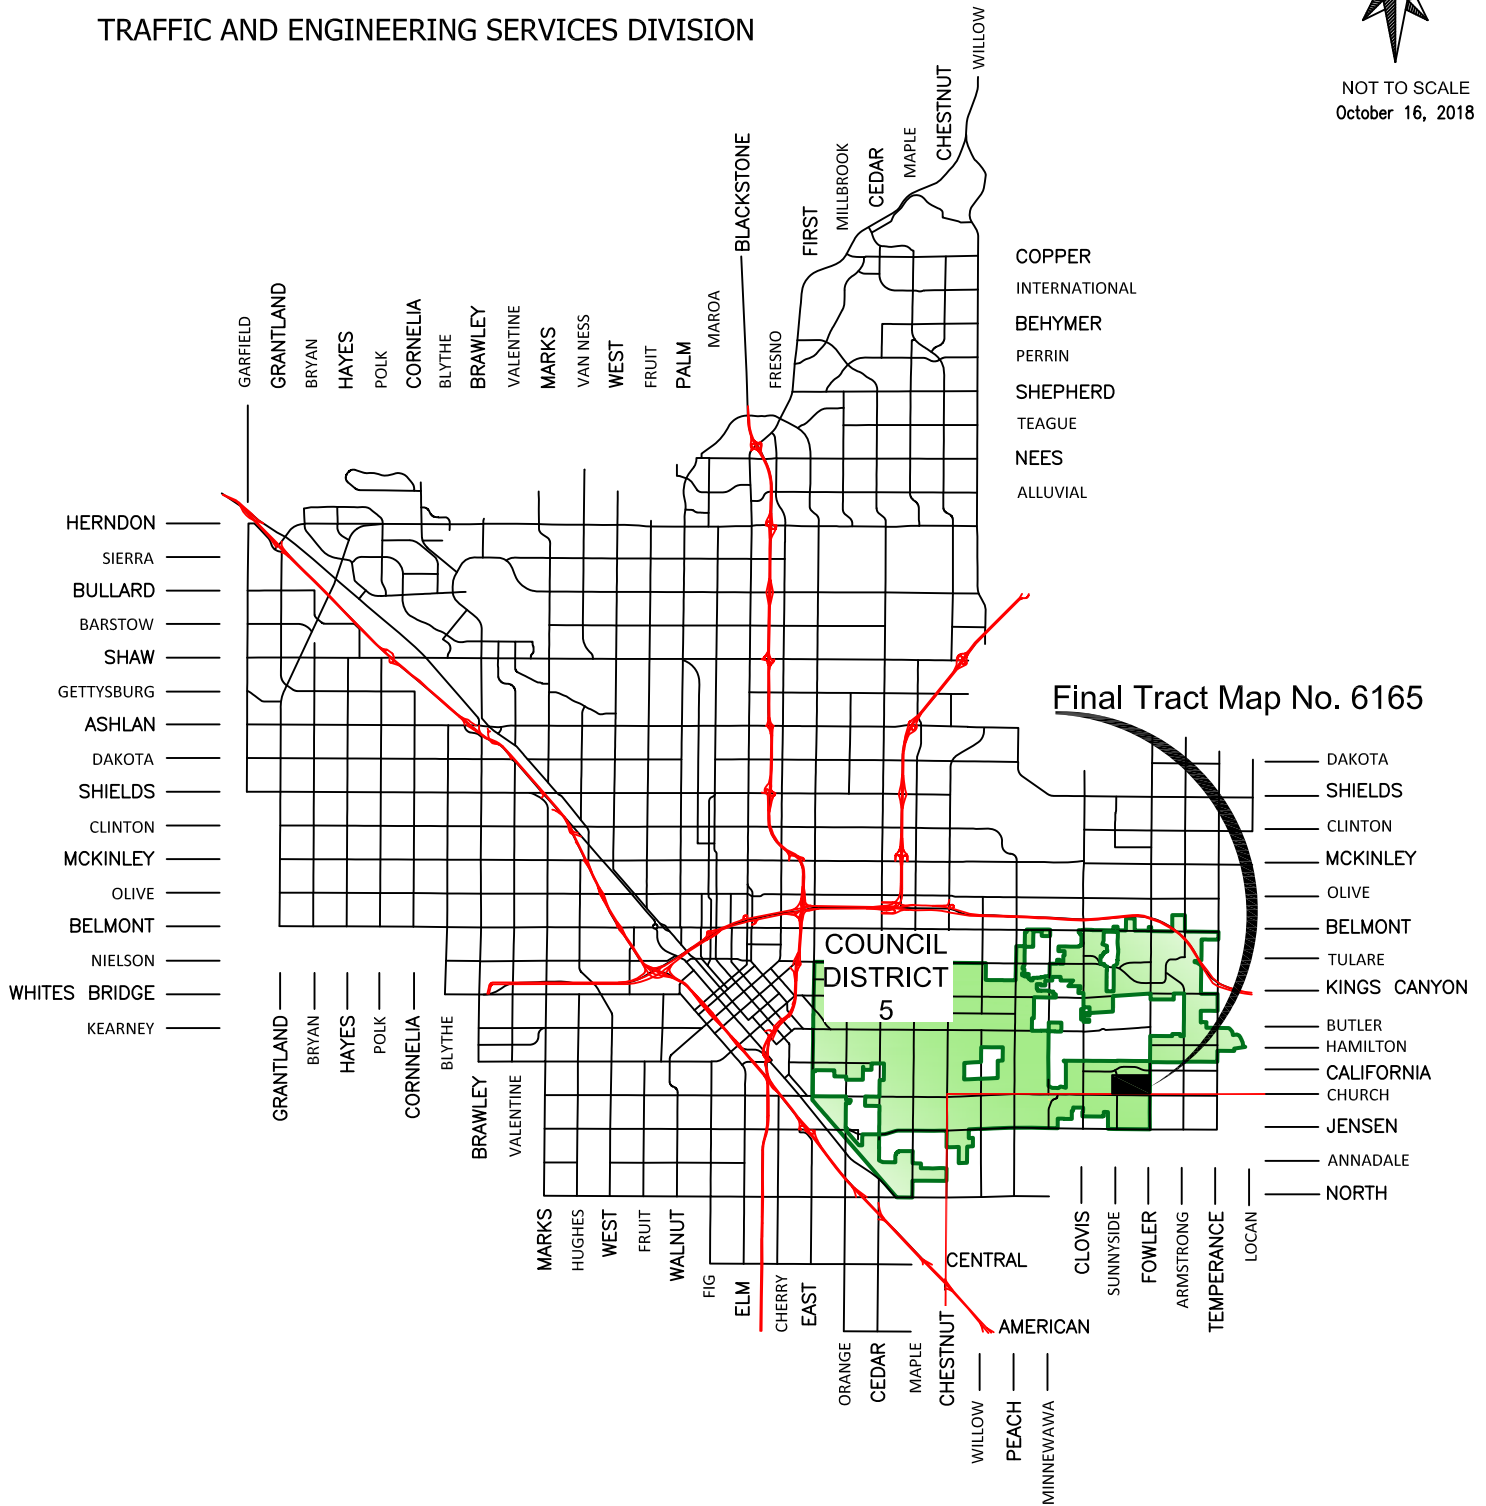 TRAFFIC AND ENGINEERING SERVICES DIVISION
NOT TO SCALE
October 16, 2018
WILLOW
CHESTNUT
MAPLE
CEDAR
MILLBROOK
FIRST
BLACKSTONE
GARFIELD
GRANTLAND
BRYAN
HAYES
POLK
CORNELIA
BLYTHE
BRAWLEY
VALENTINE
MARKS
VAN NESS
WEST
FRUIT
PALM
MAROA
FRESNO
COPPER
INTERNATIONAL
BEHYMER
PERRIN
SHEPHERD
TEAGUE
NEES
ALLUVIAL
HERNDON
SIERRA
BULLARD
BARSTOW
SHAW
GETTYSBURG
ASHLAN
DAKOTA
SHIELDS
CLINTON
MCKINLEY
OLIVE
BELMONT
NIELSON
WHITES BRIDGE
KEARNEY
Final Tract Map No. 6165
DAKOTA
SHIELDS
CLINTON
MCKINLEY
OLIVE
BELMONT
TULARE
KINGS CANYON
BUTLER
HAMILTON
CALIFORNIA
CHURCH
JENSEN
ANNADALE
NORTH
COUNCIL
DISTRICT
5
GRANTLAND
BRYAN
HAYES
POLK
CORNELIA
BLYTHE
BRAWLEY
VALENTINE
MARKS
HUGHES
WEST
FRUIT
WALNUT
FIG
ELM
CHERRY
EAST
ORANGE
CEDAR
MAPLE
CHESTNUT
WILLOW
PEACH
MINNEWAWA
CENTRAL
AMERICAN
CLOVIS
SUNNYSIDE
FOWLER
ARMSTRONG
TEMPERANCE
LOCAN